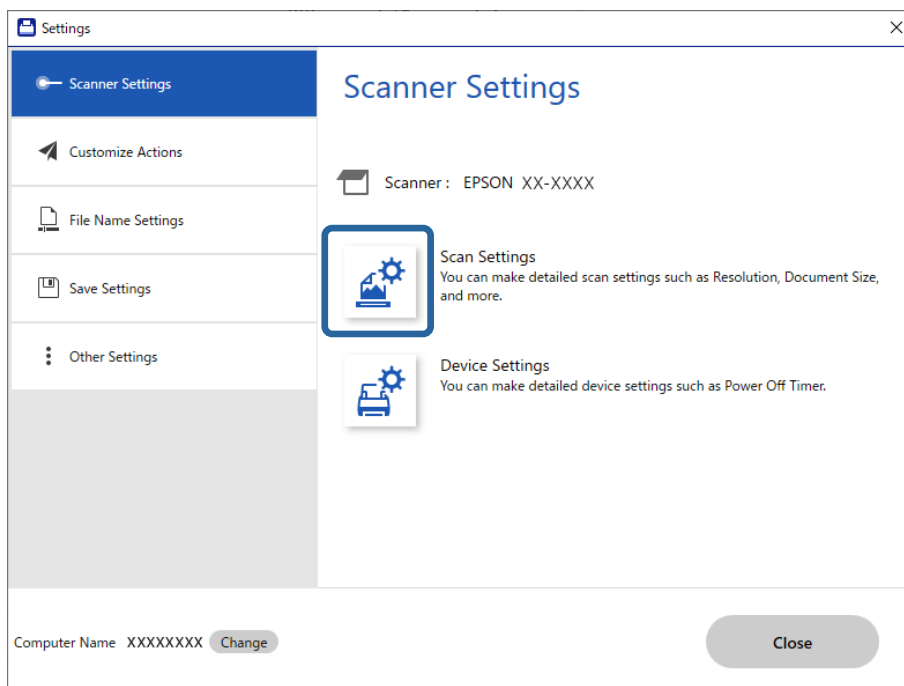 Settings
Scanner Settings
Customize Actions
File Name Settings
Save Settings
Other Settings
Scanner Settings
Scanner : EPSON XX-XXXX
Scan Settings
You can make detailed scan settings such as Resolution, Document Size,
and more.
Device Settings
You can make detailed device settings such as Power Off Timer.
Computer Name XXXXXXXX Change
Close